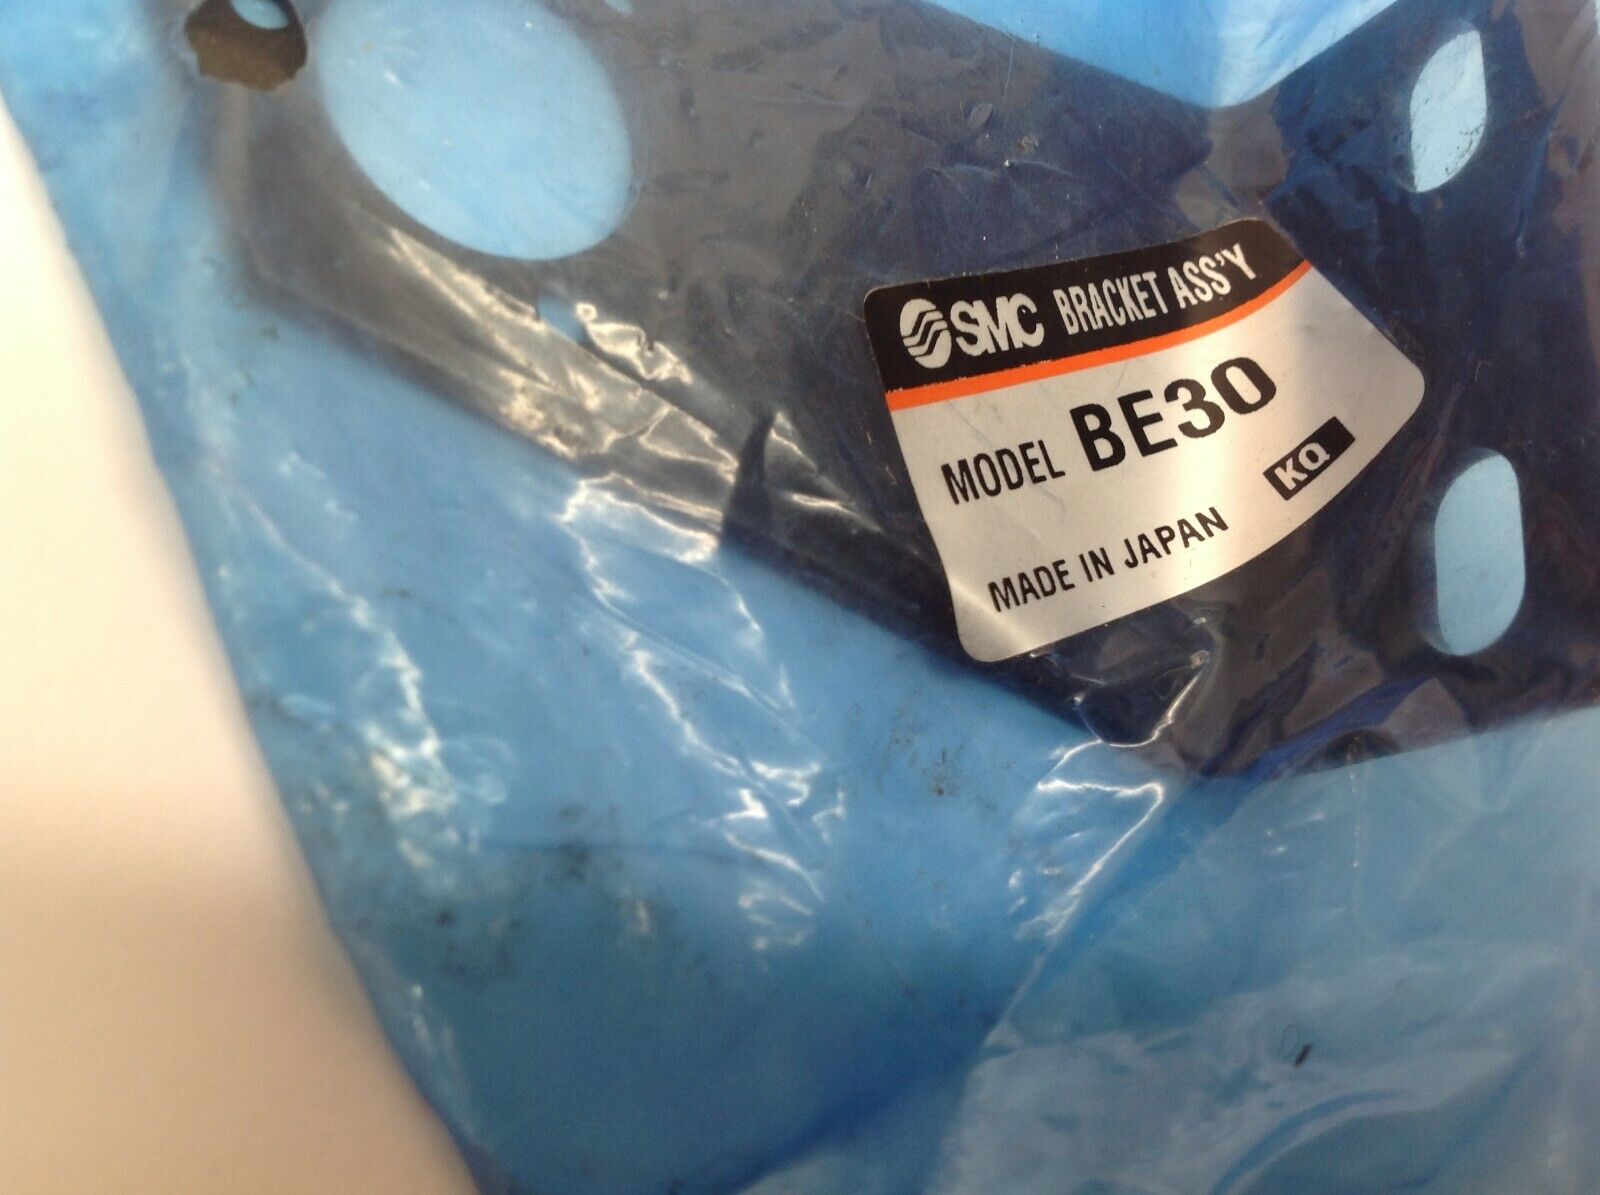 SMC BRACKET ASS'Y
MODEL BE30
MADE IN JAPAN KQ